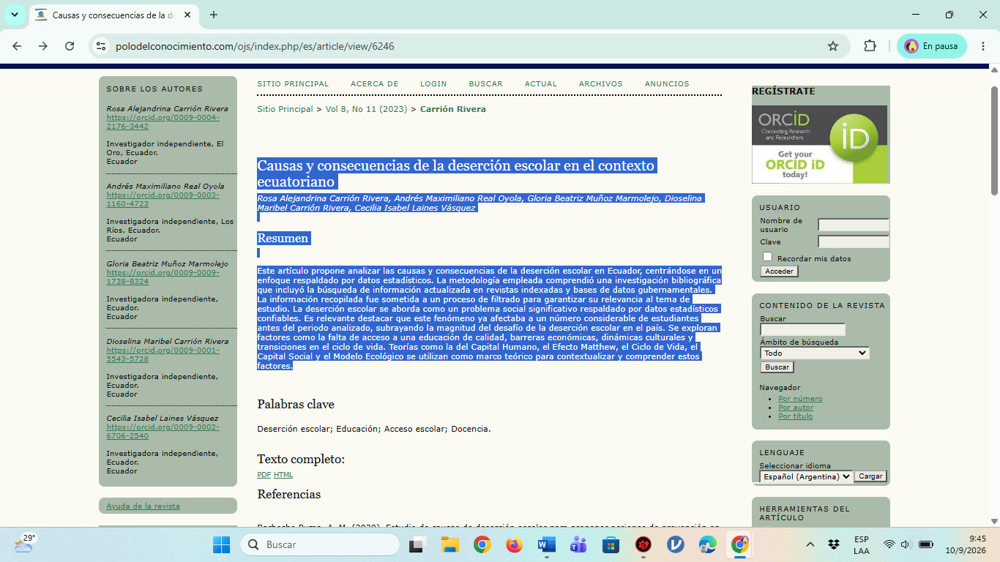 Causas y consecuencias de la de
polodelconocimiento.com/ojs/index.php/es/article/view/6246
En pausa
SOBRE LOS AUTORES
Rosa Alejandrina Carrión Rivera
https://orcid.org/0009-0004-
2176-3442
Investigador independiente, El
Oro, Ecuador.
Ecuador
Andrés Maximiliano Real Oyola
https://orcid.org/0009-0003-
1160-4723
Investigadora independiente, Los
Ríos, Ecuador.
Ecuador
Gloria Beatriz Muñoz Marmolejo
https://orcid.org/0009-0009-
1738-8324
Investigadora independiente,
Ecuador.
Ecuador
Dioselina Maribel Carrión Rivera
https://orcid.org/0009-0001-
5543-5728
Investigadora independiente,
Ecuador.
Ecuador
Cecilia Isabel Laines Vásquez
https://orcid.org/0009-0002-
6706-2540
Investigadora independiente,
Ecuador.
Ecuador
Ayuda de la revista
SITIO PRINCIPAL ACERCA DE LOGIN BUSCAR ACTUAL ARCHIVOS ANUNCIOS
Sitio Principal > Vol 8, No 11 (2023) > Carrión Rivera
Causas y consecuencias de la deserción escolar en el contexto
ecuatoriano
Rosa Alejandrina Carrión Rivera, Andrés Maximiliano Real Oyola, Gloria Beatriz Muñoz Marmolejo, Dioselina
Maribel Carrión Rivera, Cecilia Isabel Laines Vásquez
Resumen
Este artículo propone analizar las causas y consecuencias de la deserción escolar en Ecuador, centrándose en un
enfoque respaldado por datos estadísticos. La metodología empleada comprendió una investigación bibliográfica
que incluyó la búsqueda de información actualizada en revistas indexadas y bases de datos gubernamentales.
La información recopilada fue sometida a un proceso de filtrado para garantizar su relevancia al tema de
estudio. La deserción escolar se aborda como un problema social significativo respaldado por datos estadísticos
confiables. Es relevante destacar que este fenómeno ya afectaba a un número considerable de estudiantes
antes del periodo analizado, subrayando la magnitud del desafío de la deserción escolar en el país. Se exploran
factores como la falta de acceso a una educación de calidad, barreras económicas, dinámicas culturales y
transiciones en el ciclo de vida. Teorías como la del Capital Humano, el Efecto Matthew, el Ciclo de Vida, el
Capital Social y el Modelo Ecológico se utilizan como marco teórico para contextualizar y comprender estos
factores.
Palabras clave
Deserción escolar; Educación; Acceso escolar; Docencia.
Texto completo:
PDF HTML
Referencias
REGÍSTRATE
ORCID
Connecting Research
and Researchers
iD
Get your
ORCID iD
today!
USUARIO
Nombre de
usuario
Clave
Recordar mis datos
Acceder
CONTENIDO DE LA REVISTA
Buscar
Ámbito de búsqueda
Todo
Buscar
Navegador
Por número
Por autor
Por título
LENGUAJE
Seleccionar idioma
Español (Argentina) Cargar
HERRAMIENTAS DEL
ARTÍCULO
29°
Buscar
ESP
LAA
9:45
10/9/2026